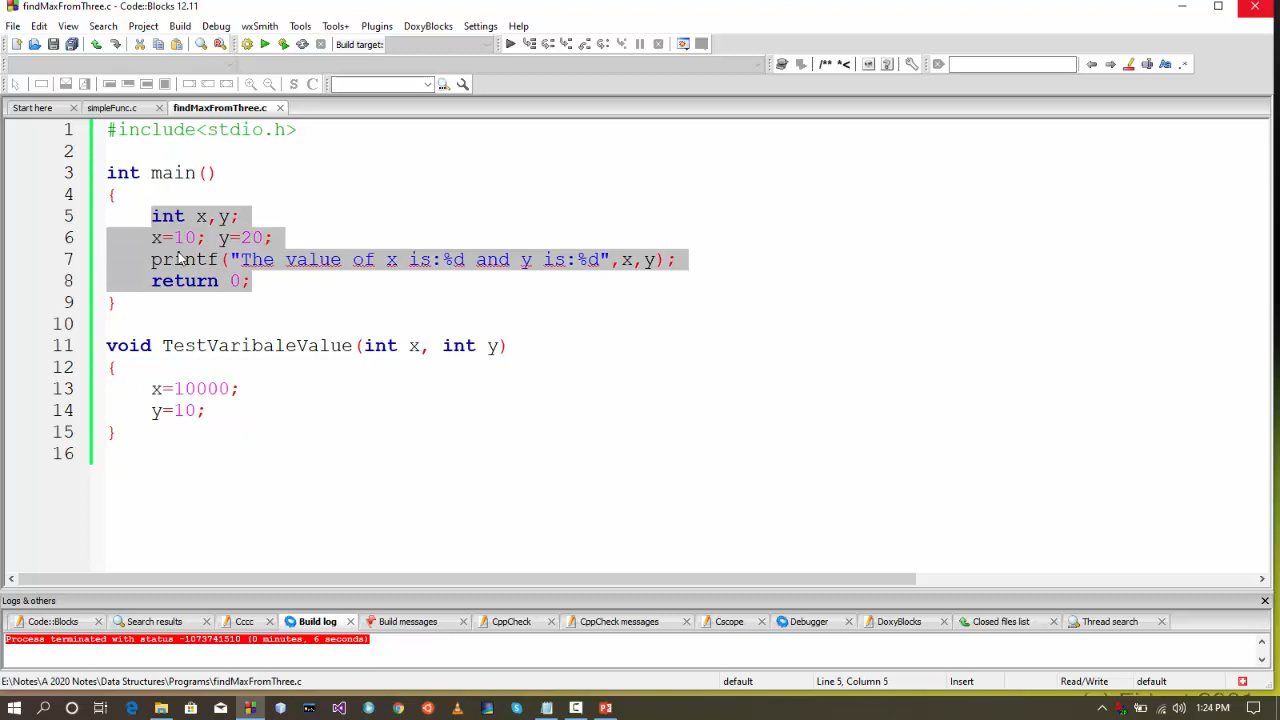 findMaxFromThree.c - Code::Blocks 12.11
File Edit View Search Project Build Debug wxSmith Tools Tools+ Plugins DoxyBlocks Settings Help
Build target:
/** *<
S C
Start here simpleFunc.c findMaxFromThree.c
1 #include<stdio.h>
2
3 int main()
4 {
5 int x,y;
6 x=10; y=20;
7 printf("The value of x is:%d and y is:%d",x,y);
8 return 0;
9 }
10
11 void TestVaribaleValue(int x, int y)
12 {
13 x=10000;
14 y=10;
15 }
16
Logs & others
Code::Blocks Search results Cccc Build log Build messages CppCheck CppCheck messages Cscope Debugger DoxyBlocks Closed files list Thread search
Process terminated with status -1073741510 (0 minutes, 6 seconds)
E:\Notes\A 2020 Notes\Data Structures\Programs\findMaxFromThree.c default Line 5, Column 5 Insert Read/Write default
1:24 PM